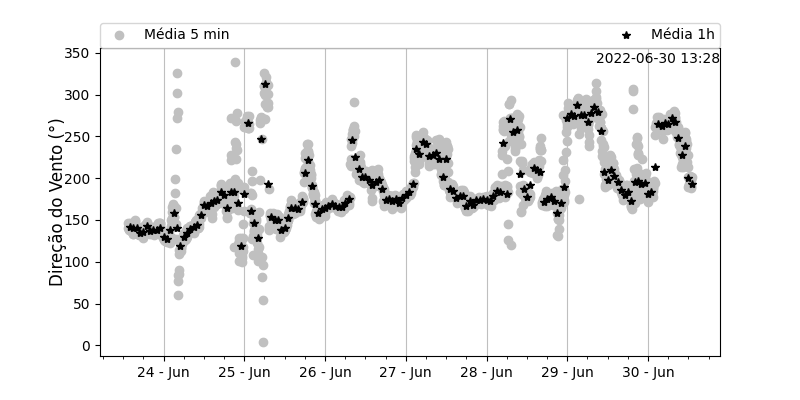 Média 5 min
Média 1h
2022-06-30 13:28
Direção do Vento (°)
350
300
250
200
150
100
50
0
24 - Jun
25 - Jun
26 - Jun
27 - Jun
28 - Jun
29 - Jun
30 - Jun